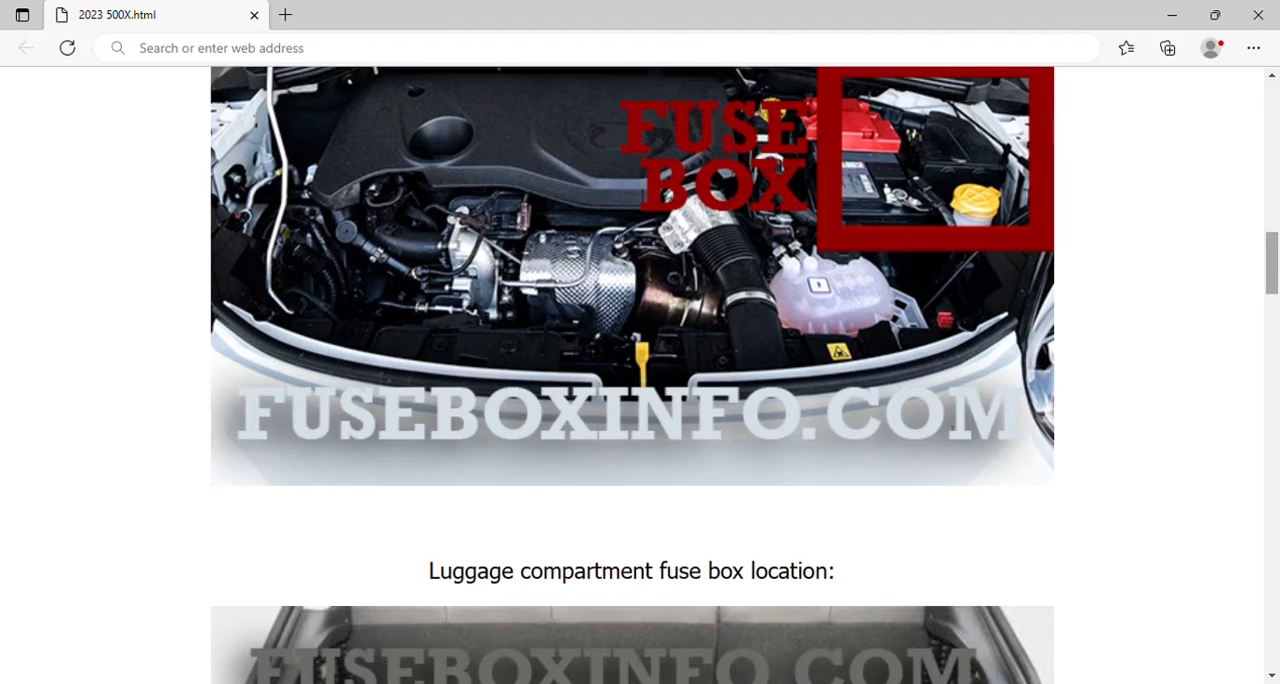 2023 500X.html
Search or enter web address
FUSE
BOX
FUSEBOXINFO.COM
Luggage compartment fuse box location:
FUSEBOXINFO.COM